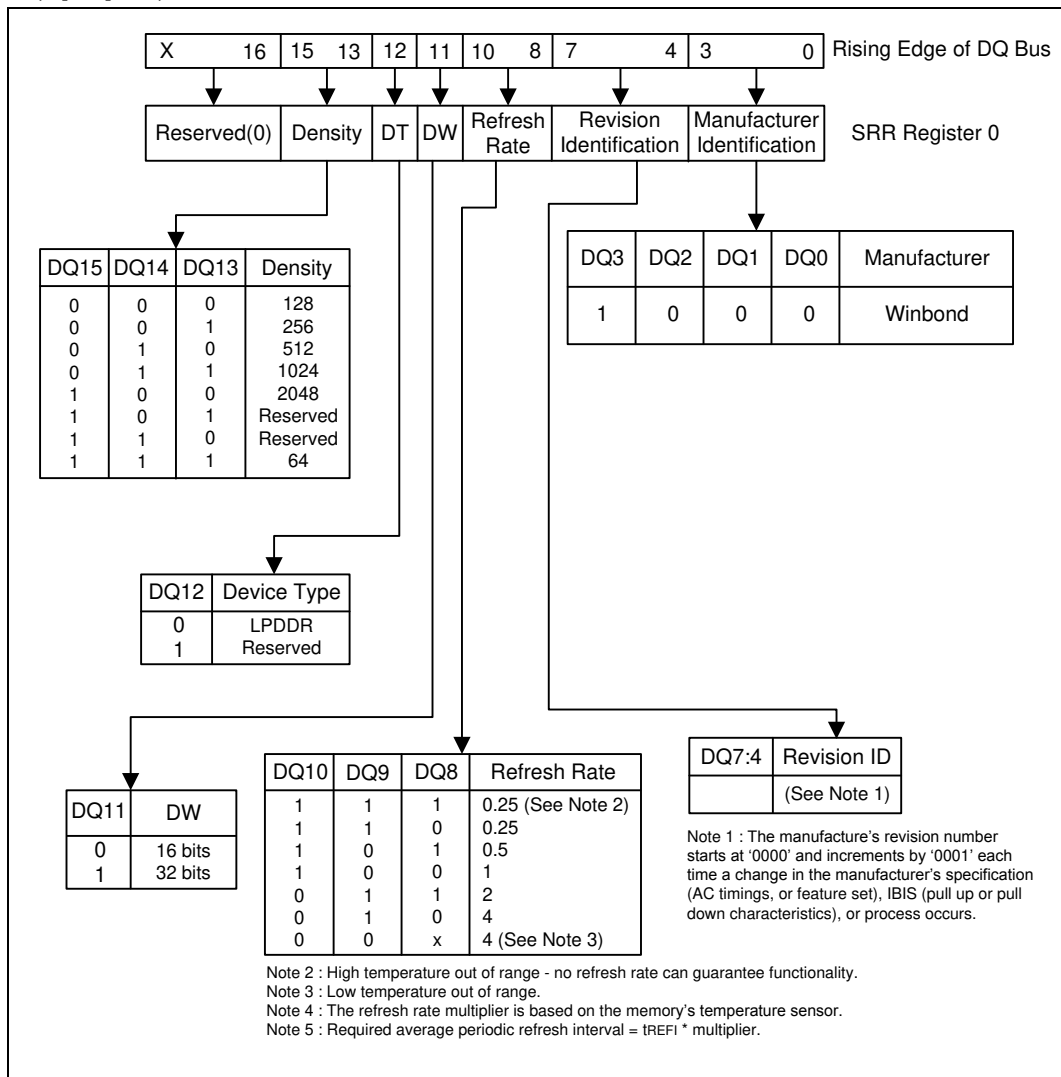 X 16 15 13 12 11 10 8 7 4 3 0 Rising Edge of DQ Bus
Reserved(0) Density DT DW Refresh Rate Revision Identification Manufacturer Identification SRR Register 0
DQ15 DQ14 DQ13 Density
0 0 0 128
0 0 1 256
0 1 0 512
0 1 1 1024
1 0 0 2048
1 0 1 Reserved
1 1 0 Reserved
1 1 1 64
DQ3 DQ2 DQ1 DQ0 Manufacturer
1 0 0 0 Winbond
DQ12 Device Type
0 LPDDR
1 Reserved
DQ11 DW
0 16 bits
1 32 bits
DQ10 DQ9 DQ8 Refresh Rate
1 1 1 0.25 (See Note 2)
1 1 0 0.25
1 0 1 0.5
1 0 0 1
0 1 1 2
0 1 0 4
0 0 x 4 (See Note 3)
DQ7:4 Revision ID
(See Note 1)
Note 1 : The manufacture's revision number
starts at '0000' and increments by '0001' each
time a change in the manufacturer's specification
(AC timings, or feature set), IBIS (pull up or pull
down characteristics), or process occurs.
Note 2 : High temperature out of range - no refresh rate can guarantee functionality.
Note 3 : Low temperature out of range.
Note 4 : The refresh rate multiplier is based on the memory's temperature sensor.
Note 5 : Required average periodic refresh interval = tREFI * multiplier.